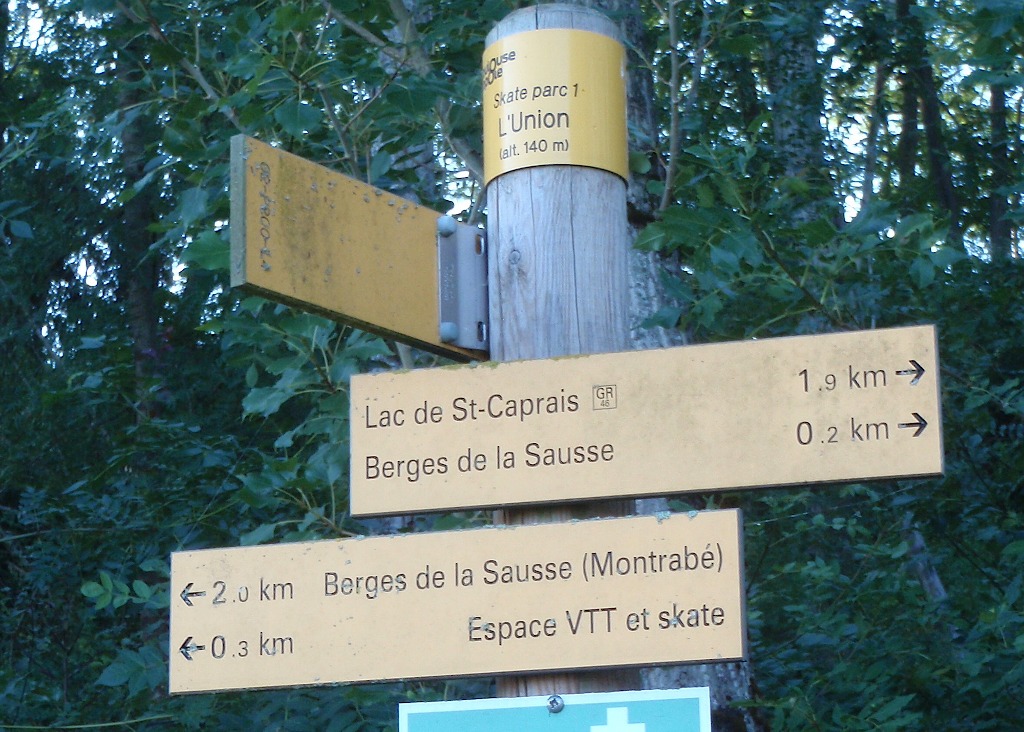 Skate parc 1
L'Union
(alt. 140 m)
Lac de St-Caprais GR 46 1.9 km →
Berges de la Sausse 0.2 km →
← 2.0 km Berges de la Sausse (Montrabé)
← 0.3 km Espace VTT et skate